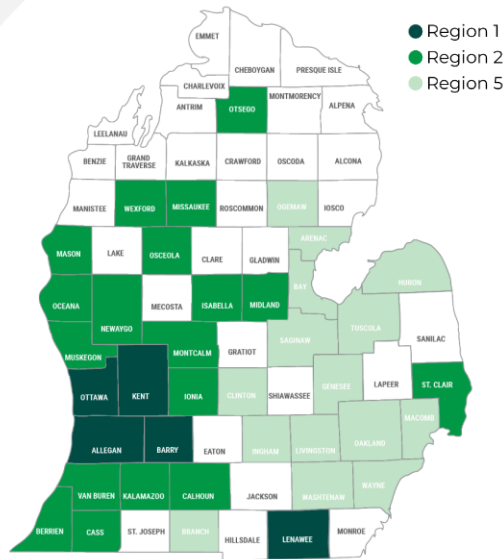 Region 1
Region 2
Region 5
EMMET
CHEBOYGAN
PRESQUE ISLE
CHARLEVOIX
ANTRIM
OTSEGO
MONTMORENCY
ALPENA
LEELANAU
BENZIE
GRAND
TRAVERSE
KALKASKA
CRAWFORD
OSCODA
ALCONA
MANISTEE
WEXFORD
MISSAUKEE
ROSCOMMON
OGEMAW
IOSCO
ARENAC
MASON
LAKE
OSCEOLA
CLARE
GLADWIN
BAY
HURON
OCEANA
NEWAYGO
MECOSTA
ISABELLA
MIDLAND
TUSCOLA
SANILAC
SAGINAW
MUSKEGON
MONTCALM
GRATIOT
OTTAWA
KENT
IONIA
CLINTON
SHIAWASSEE
GENESEE
LAPEER
ST. CLAIR
MACOMB
ALLEGAN
BARRY
EATON
INGHAM
LIVINGSTON
OAKLAND
VAN BUREN
KALAMAZOO
CALHOUN
JACKSON
WASHTENAW
WAYNE
BERRIEN
CASS
ST. JOSEPH
BRANCH
HILLSDALE
LENAWEE
MONROE